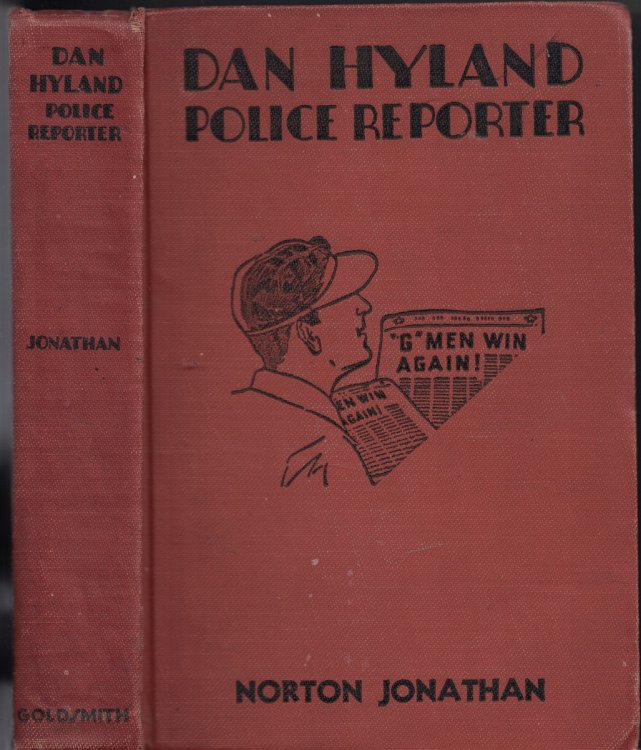 DAN
HYLAND
POLICE
REPORTER
JONATHAN
GOLDSMITH
DAN HYLAND
POLICE REPORTER
"G" MEN WIN
AGAIN!
EN WIN
AGAIN!
NORTON JONATHAN